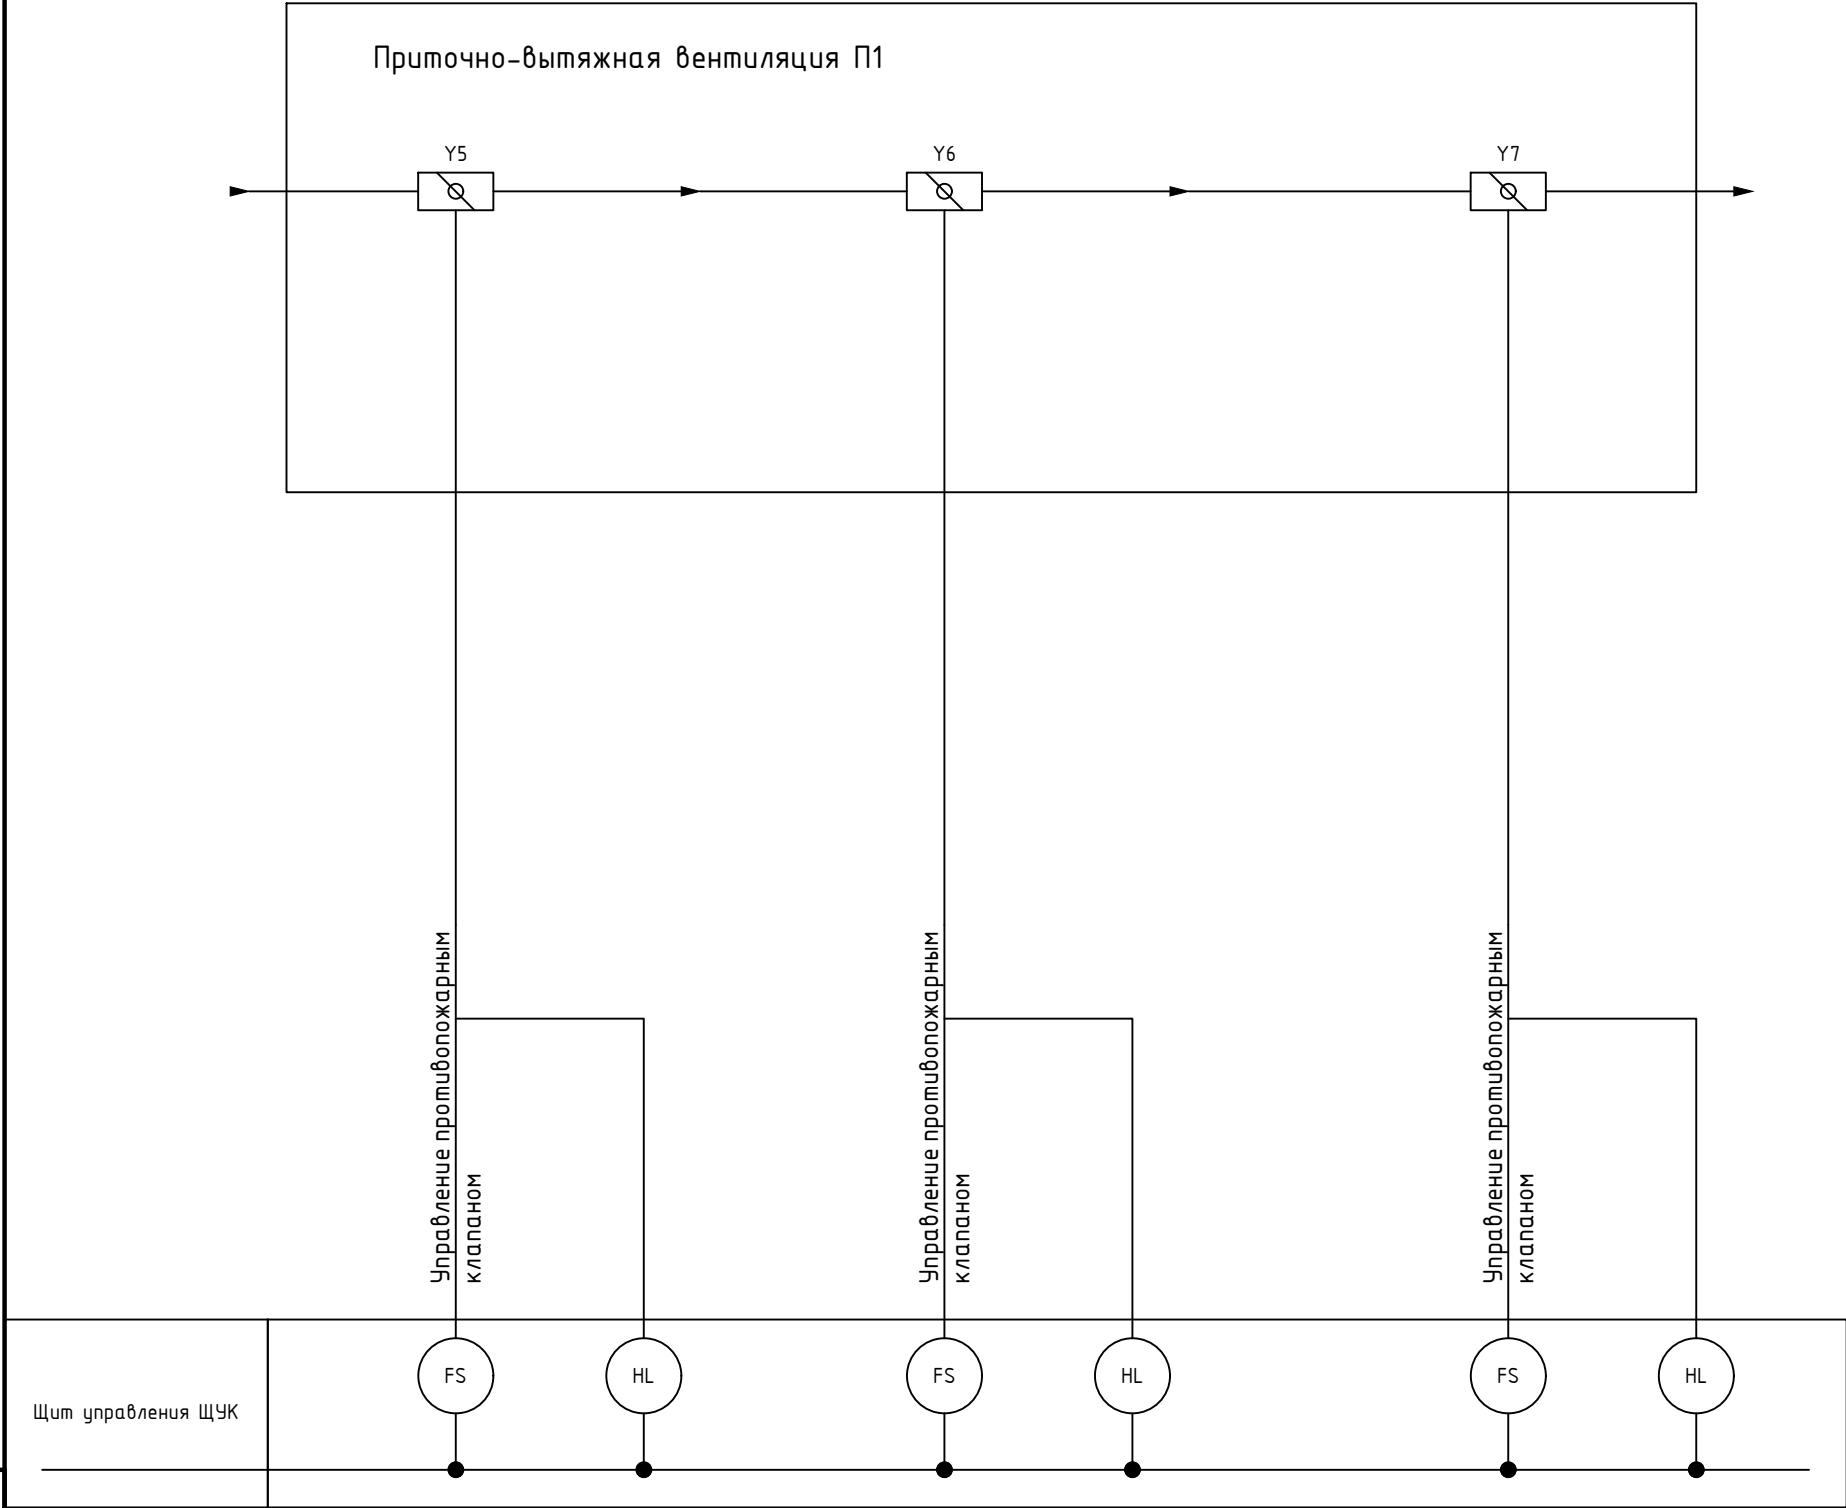 Приточно-вытяжная вентиляция П1
Y5
Y6
Y7
Управление противопожарным
клапаном
Управление противопожарным
клапаном
Управление противопожарным
клапаном
Щит управления ЩУК
FS
HL
FS
HL
FS
HL